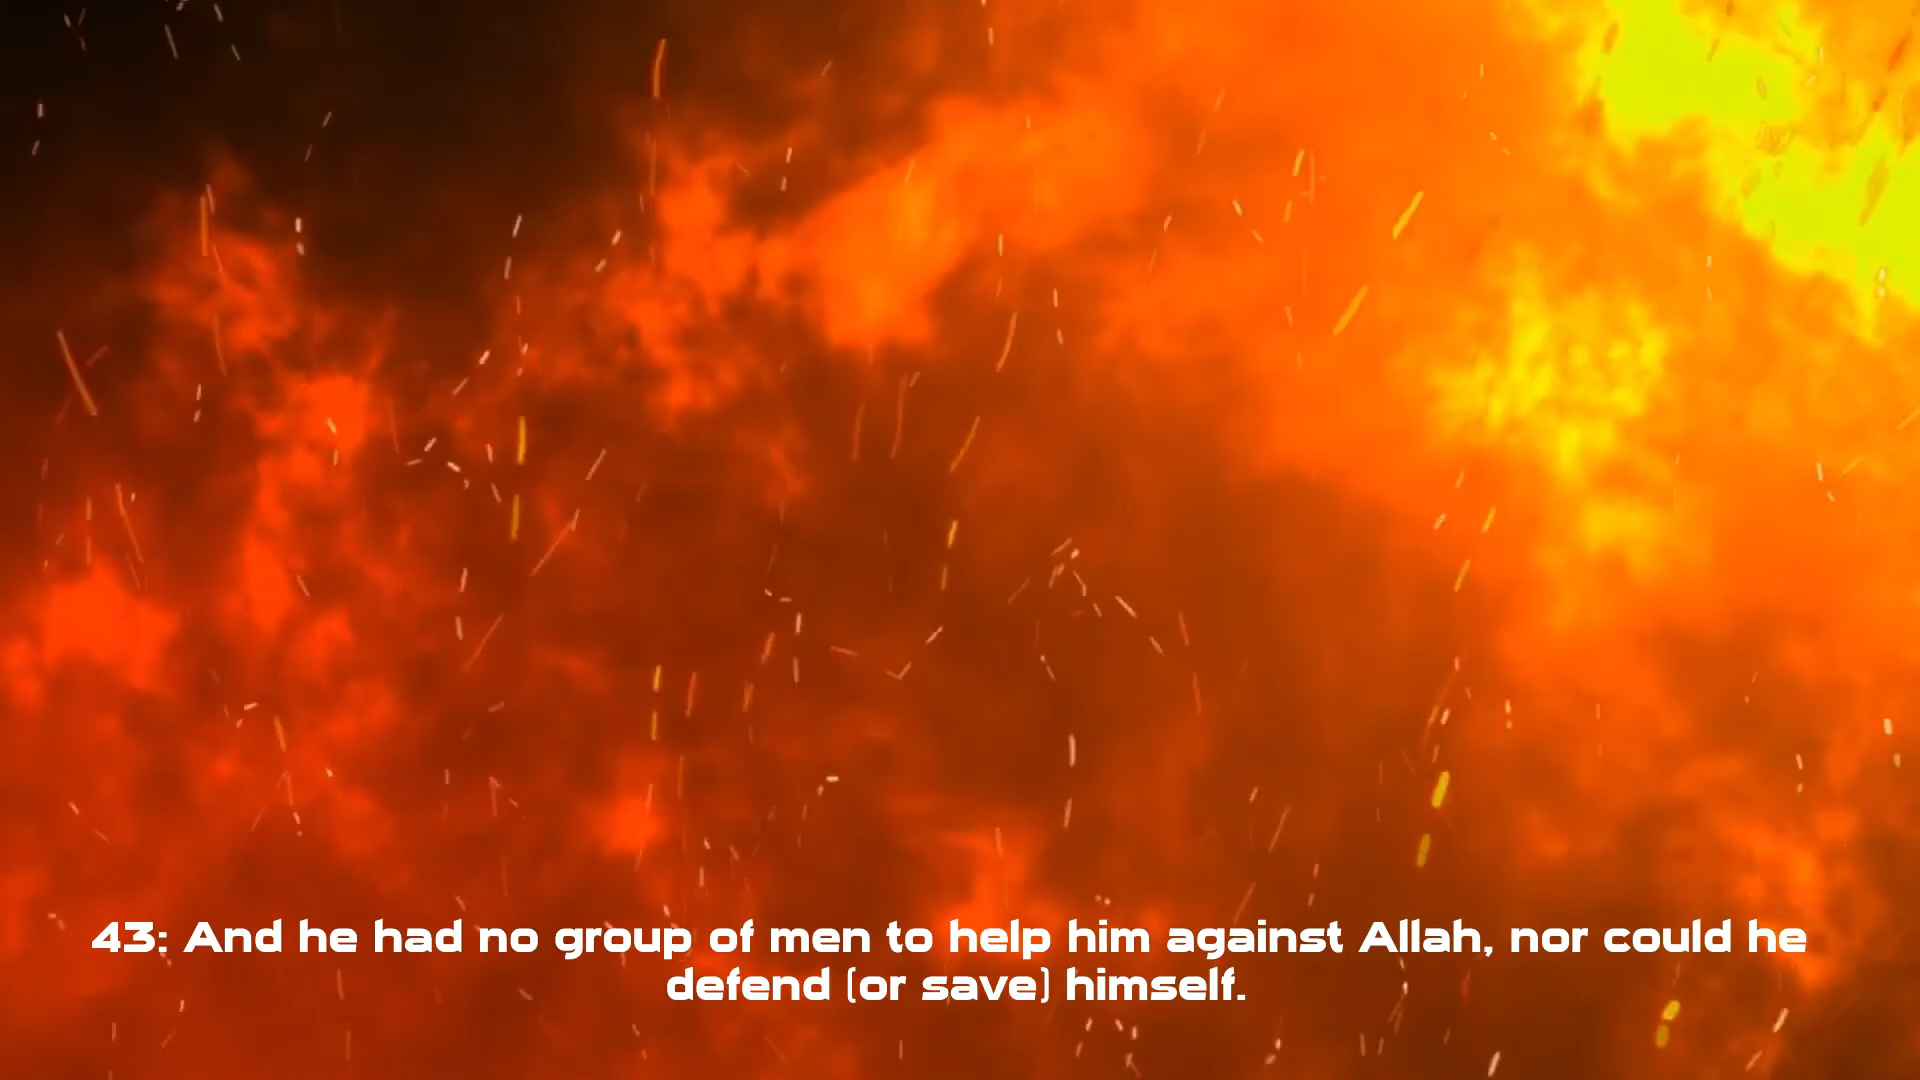 43: And he had no group of men to help him against Allah, nor could he
defend (or save) himself.